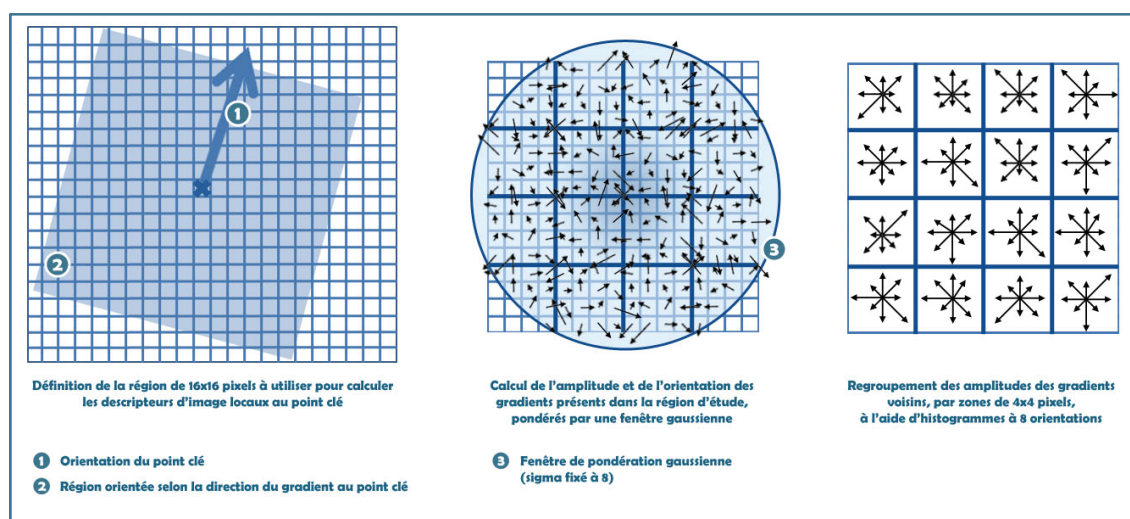 1
2
3
Définition de la région de 16x16 pixels à utiliser pour calculer
les descripteurs d'image locaux au point clé
1 Orientation du point clé
2 Région orientée selon la direction du gradient au point clé
Calcul de l'amplitude et de l'orientation des
gradients présents dans la région d'étude,
pondérés par une fenêtre gaussienne
3 Fenêtre de pondération gaussienne
(sigma fixé à 8)
Regroupement des amplitudes des gradients
voisins, par zones de 4x4 pixels,
à l'aide d'histogrammes à 8 orientations